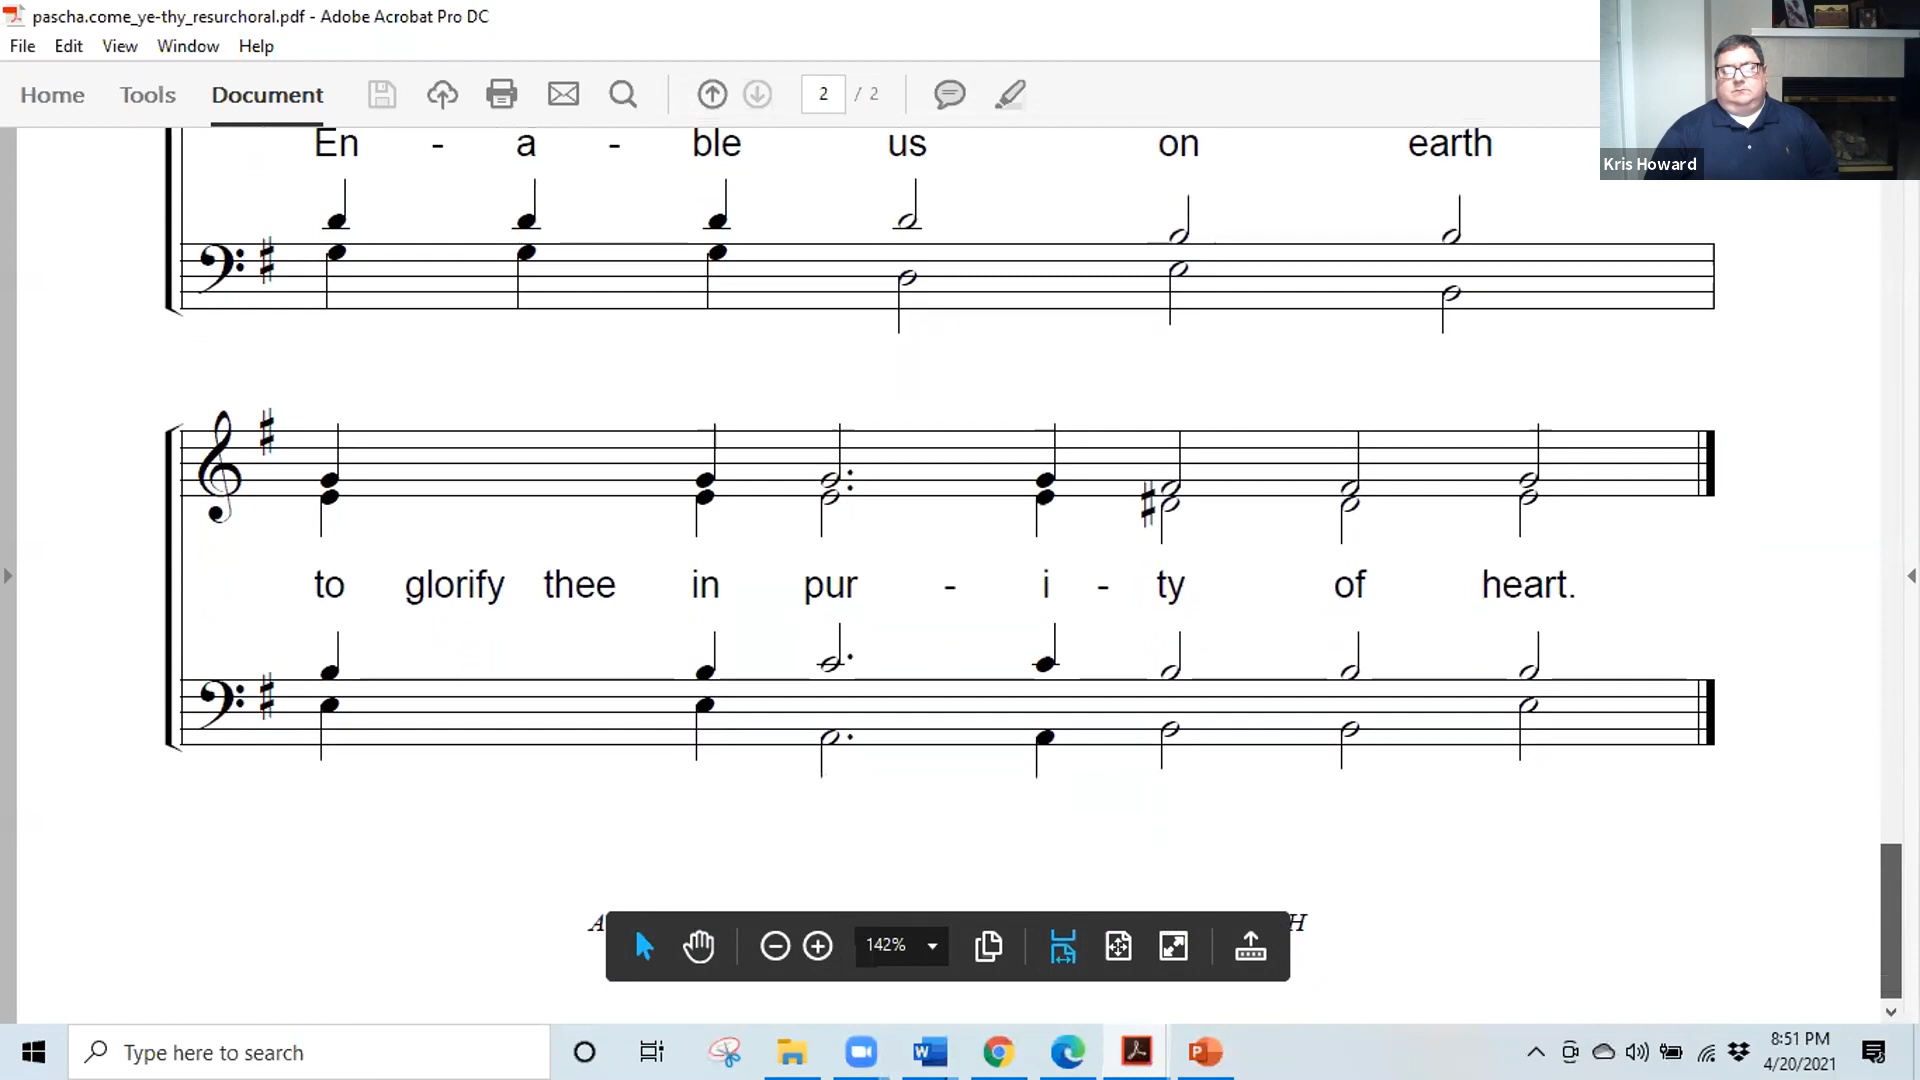 pascha.come_ye-thy_resurchoral.pdf - Adobe Acrobat Pro DC
File Edit View Window Help
Home Tools Document 2 / 2
Kris Howard
En - a - ble us on earth
to glorify thee in pur - i - ty of heart.
142%
Type here to search
8:51 PM
4/20/2021